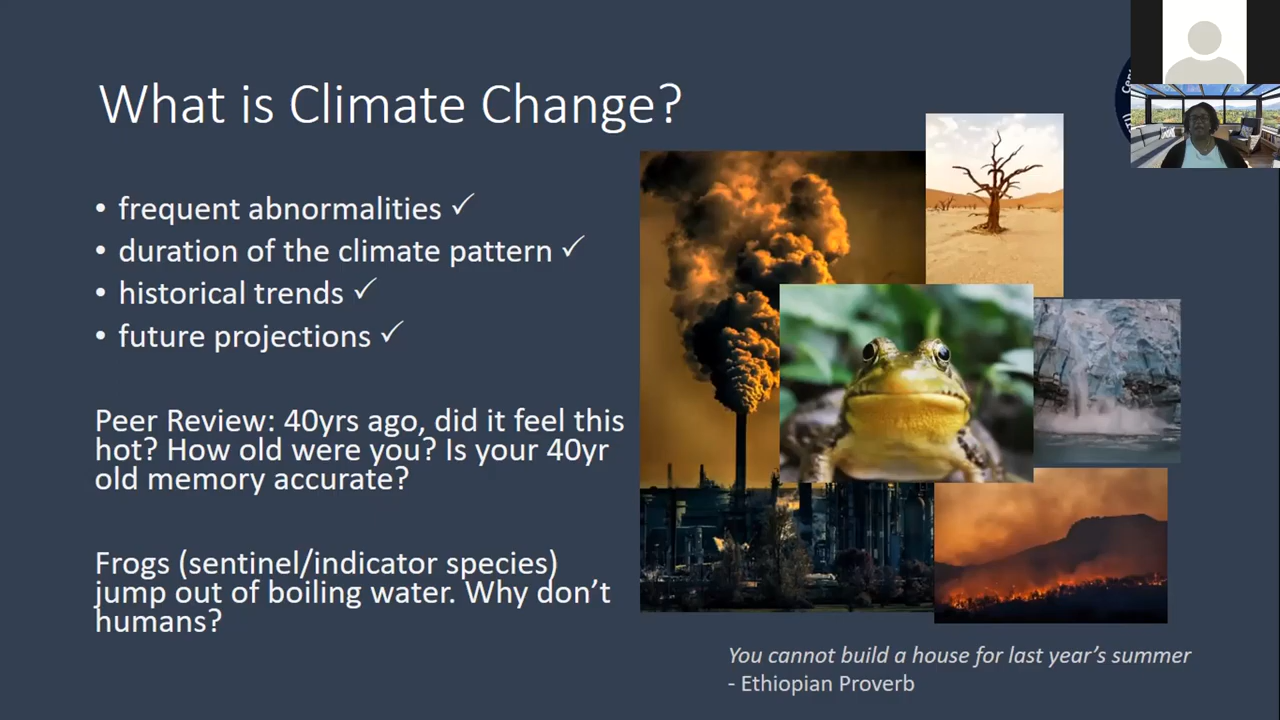 What is Climate Change?
• frequent abnormalities ✓
• duration of the climate pattern ✓
• historical trends ✓
• future projections ✓
Peer Review: 40yrs ago, did it feel this
hot? How old were you? Is your 40yr
old memory accurate?
Frogs (sentinel/indicator species)
jump out of boiling water. Why don’t
humans?
You cannot build a house for last year’s summer
- Ethiopian Proverb